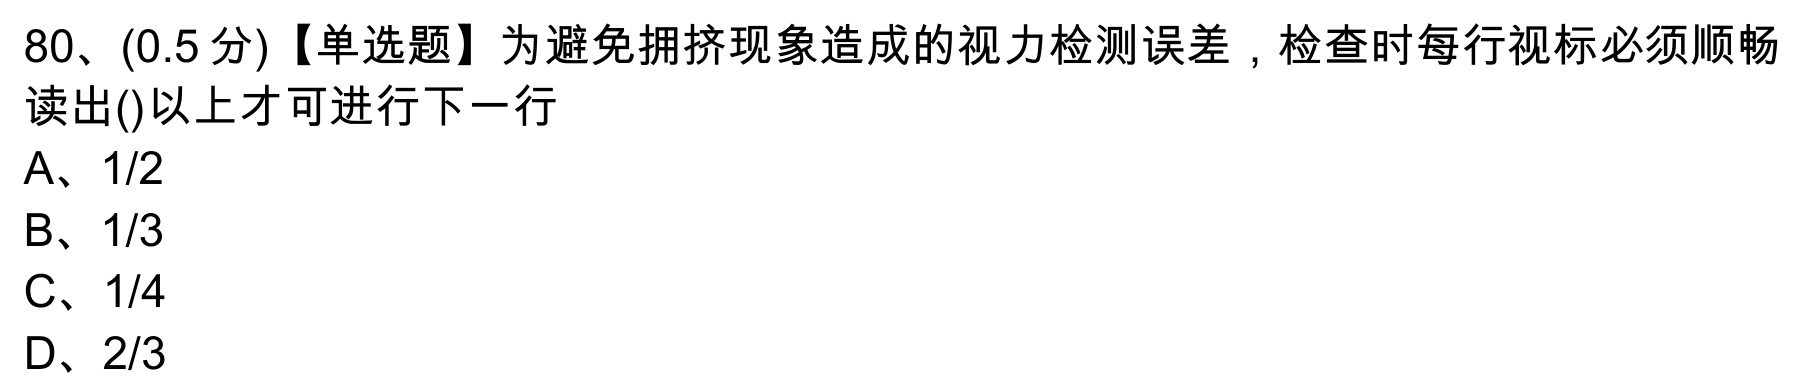 80、(0.5 分)【单选题】为避免拥挤现象造成的视力检测误差，检查时每行视标必须顺畅
读出()以上才可进行下一行
A、1/2
B、1/3
C、1/4
D、2/3